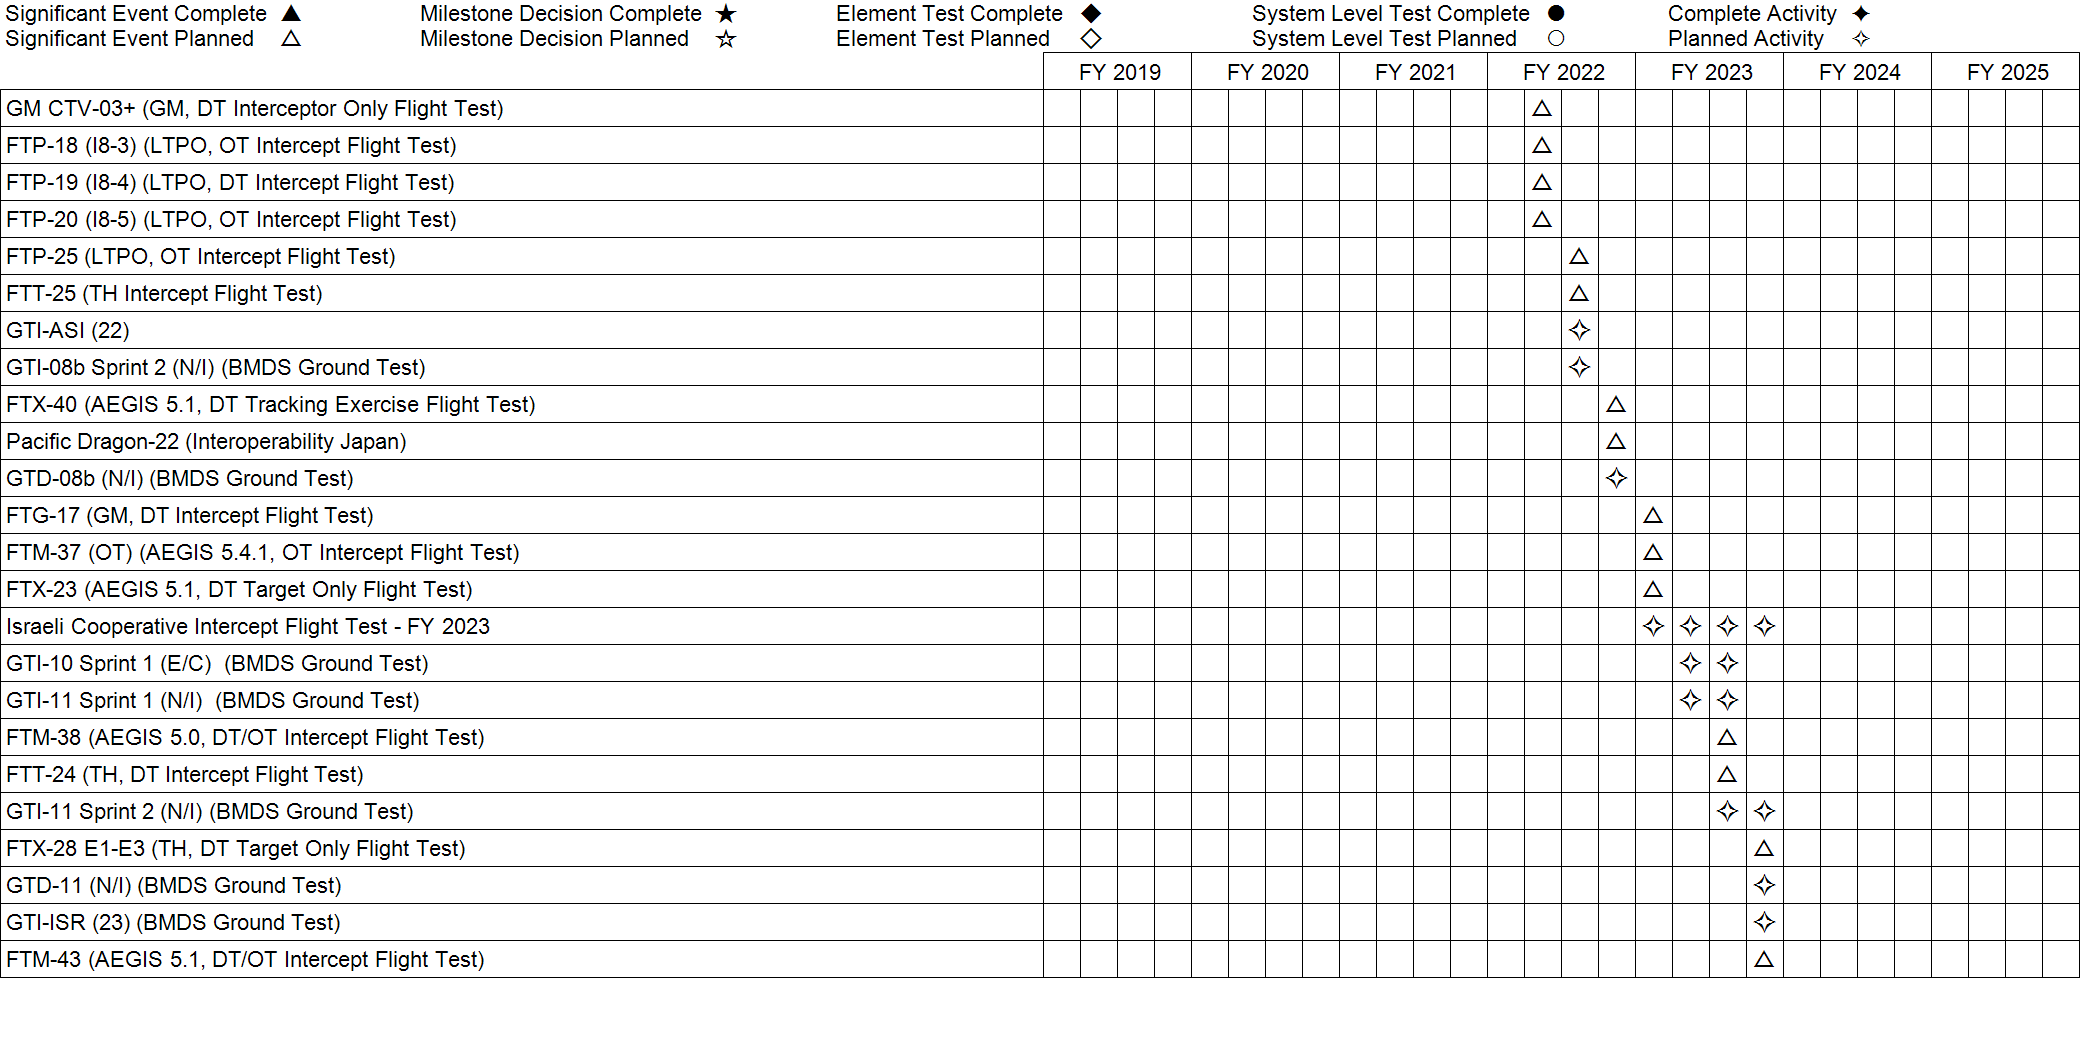 Significant Event Complete ▲ Milestone Decision Complete ★ Element Test Complete ◆ System Level Test Complete ● Complete Activity ✦
Significant Event Planned △ Milestone Decision Planned ☆ Element Test Planned ◇ System Level Test Planned ○ Planned Activity ✧
FY 2019 FY 2020 FY 2021 FY 2022 FY 2023 FY 2024 FY 2025
GM CTV-03+ (GM, DT Interceptor Only Flight Test) △
FTP-18 (I8-3) (LTPO, OT Intercept Flight Test) △
FTP-19 (I8-4) (LTPO, DT Intercept Flight Test) △
FTP-20 (I8-5) (LTPO, OT Intercept Flight Test) △
FTP-25 (LTPO, OT Intercept Flight Test) △
FTT-25 (TH Intercept Flight Test) △
GTI-ASI (22) ✧
GTI-08b Sprint 2 (N/I) (BMDS Ground Test) ✧
FTX-40 (AEGIS 5.1, DT Tracking Exercise Flight Test) △
Pacific Dragon-22 (Interoperability Japan) △
GTD-08b (N/I) (BMDS Ground Test) ✧
FTG-17 (GM, DT Intercept Flight Test) △
FTM-37 (OT) (AEGIS 5.4.1, OT Intercept Flight Test) △
FTX-23 (AEGIS 5.1, DT Target Only Flight Test) △
Israeli Cooperative Intercept Flight Test - FY 2023 ✧ ✧ ✧ ✧
GTI-10 Sprint 1 (E/C) (BMDS Ground Test) ✧ ✧
GTI-11 Sprint 1 (N/I) (BMDS Ground Test) ✧ ✧
FTM-38 (AEGIS 5.0, DT/OT Intercept Flight Test) △
FTT-24 (TH, DT Intercept Flight Test) △
GTI-11 Sprint 2 (N/I) (BMDS Ground Test) ✧ ✧
FTX-28 E1-E3 (TH, DT Target Only Flight Test) △
GTD-11 (N/I) (BMDS Ground Test) ✧
GTI-ISR (23) (BMDS Ground Test) ✧
FTM-43 (AEGIS 5.1, DT/OT Intercept Flight Test) △